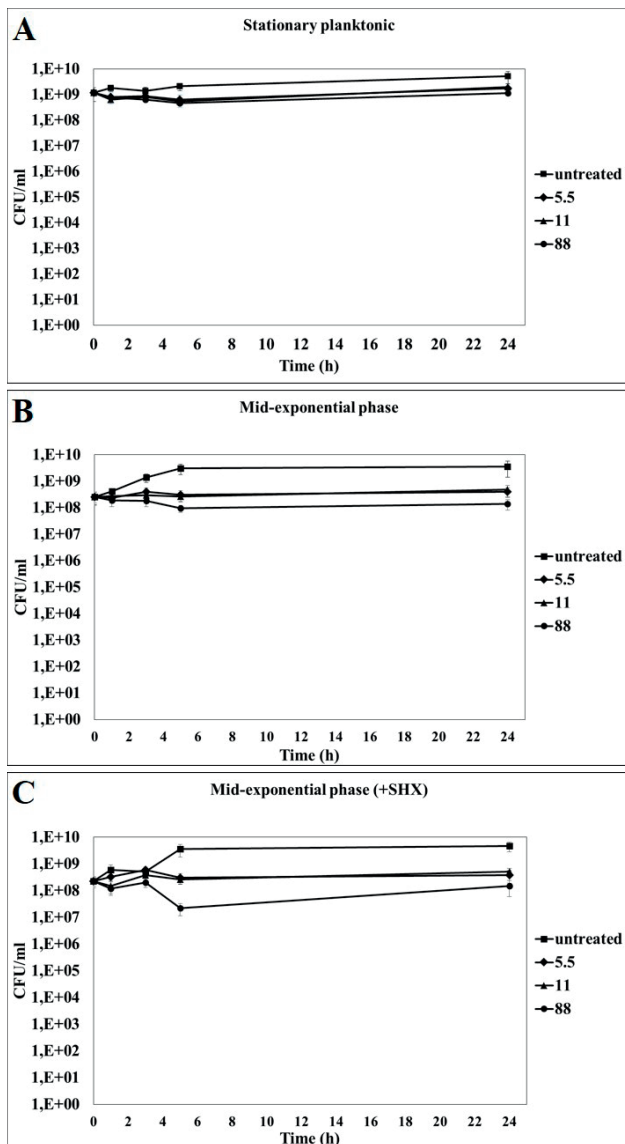 A
Stationary planktonic
1,E+10
1,E+09
1,E+08
1,E+07
1,E+06
1,E+05
1,E+04
1,E+03
1,E+02
1,E+01
1,E+00
CFU/ml
0 2 4 6 8 10 12 14 16 18 20 22 24
Time (h)
untreated
5.5
11
88
B
Mid-exponential phase
1,E+10
1,E+09
1,E+08
1,E+07
1,E+06
1,E+05
1,E+04
1,E+03
1,E+02
1,E+01
1,E+00
CFU/ml
0 2 4 6 8 10 12 14 16 18 20 22 24
Time (h)
untreated
5.5
11
88
C
Mid-exponential phase (+SHX)
1,E+10
1,E+09
1,E+08
1,E+07
1,E+06
1,E+05
1,E+04
1,E+03
1,E+02
1,E+01
1,E+00
CFU/ml
0 2 4 6 8 10 12 14 16 18 20 22 24
Time (h)
untreated
5.5
11
88